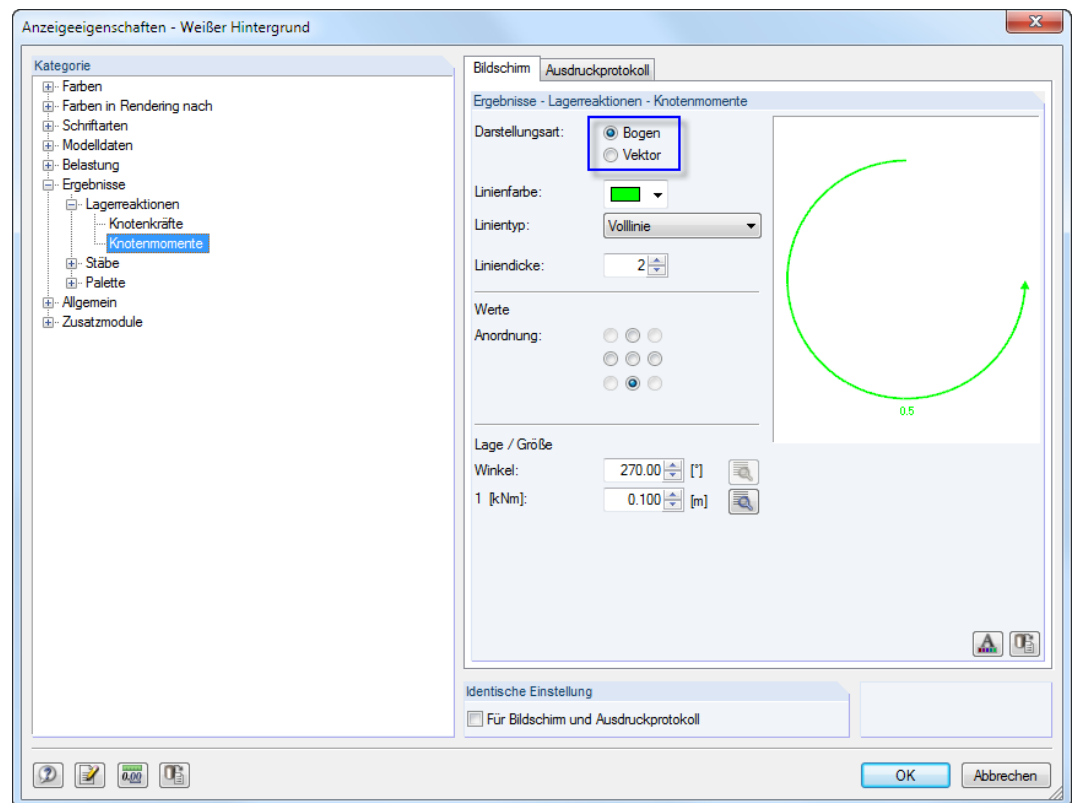 Anzeigeeigenschaften - Weißer Hintergrund
Kategorie
Farben
Farben in Rendering nach
Schriftarten
Modelldaten
Belastung
Ergebnisse
Lagerreaktionen
Knotenkräfte
Knotenmomente
Stäbe
Palette
Allgemein
Zusatzmodule
Bildschirm
Ausdruckprotokoll
Ergebnisse - Lagerreaktionen - Knotenmomente
Darstellungsart:
Bogen
Vektor
Linienfarbe:
Linientyp:
Volllinie
Liniendicke:
2
Werte
Anordnung:
0.5
Lage / Größe
Winkel:
270.00
[°]
1 [kNm]:
0.100
[m]
Identische Einstellung
Für Bildschirm und Ausdruckprotokoll
0.00
OK
Abbrechen